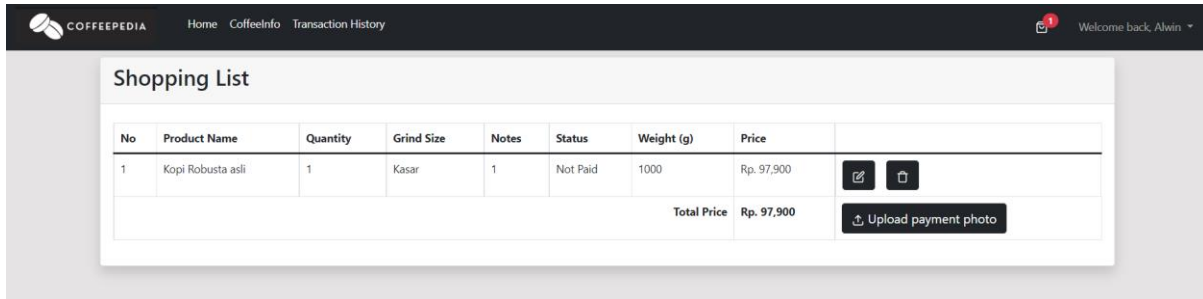 COFFEEPEDIA Home CoffeeInfo Transaction History 1 Welcome back, Alwin
Shopping List
No Product Name Quantity Grind Size Notes Status Weight (g) Price
1 Kopi Robusta asli 1 Kasar 1 Not Paid 1000 Rp. 97,900
Total Price Rp. 97,900 Upload payment photo